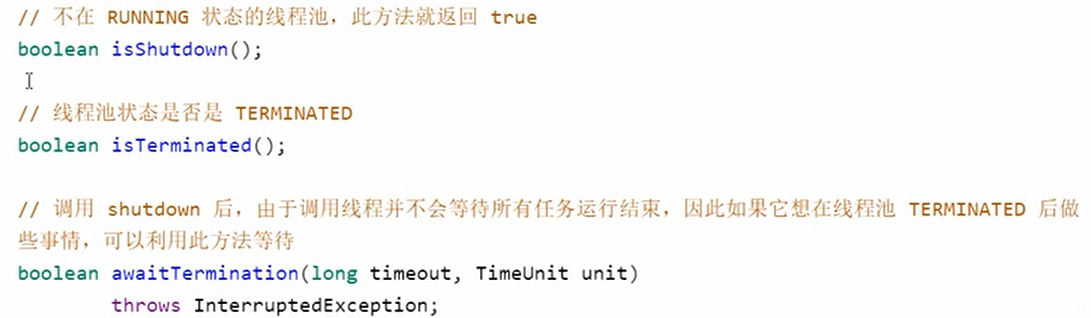 // 不在 RUNNING 状态的线程池，此方法就返回 true
boolean isShutdown();
// 线程池状态是否是 TERMINATED
boolean isTerminated();
// 调用 shutdown 后，由于调用线程并不会等待所有任务运行结束，因此如果它想在线程池 TERMINATED 后做
些事情，可以利用此方法等待
boolean awaitTermination(long timeout, TimeUnit unit)
throws InterruptedException;